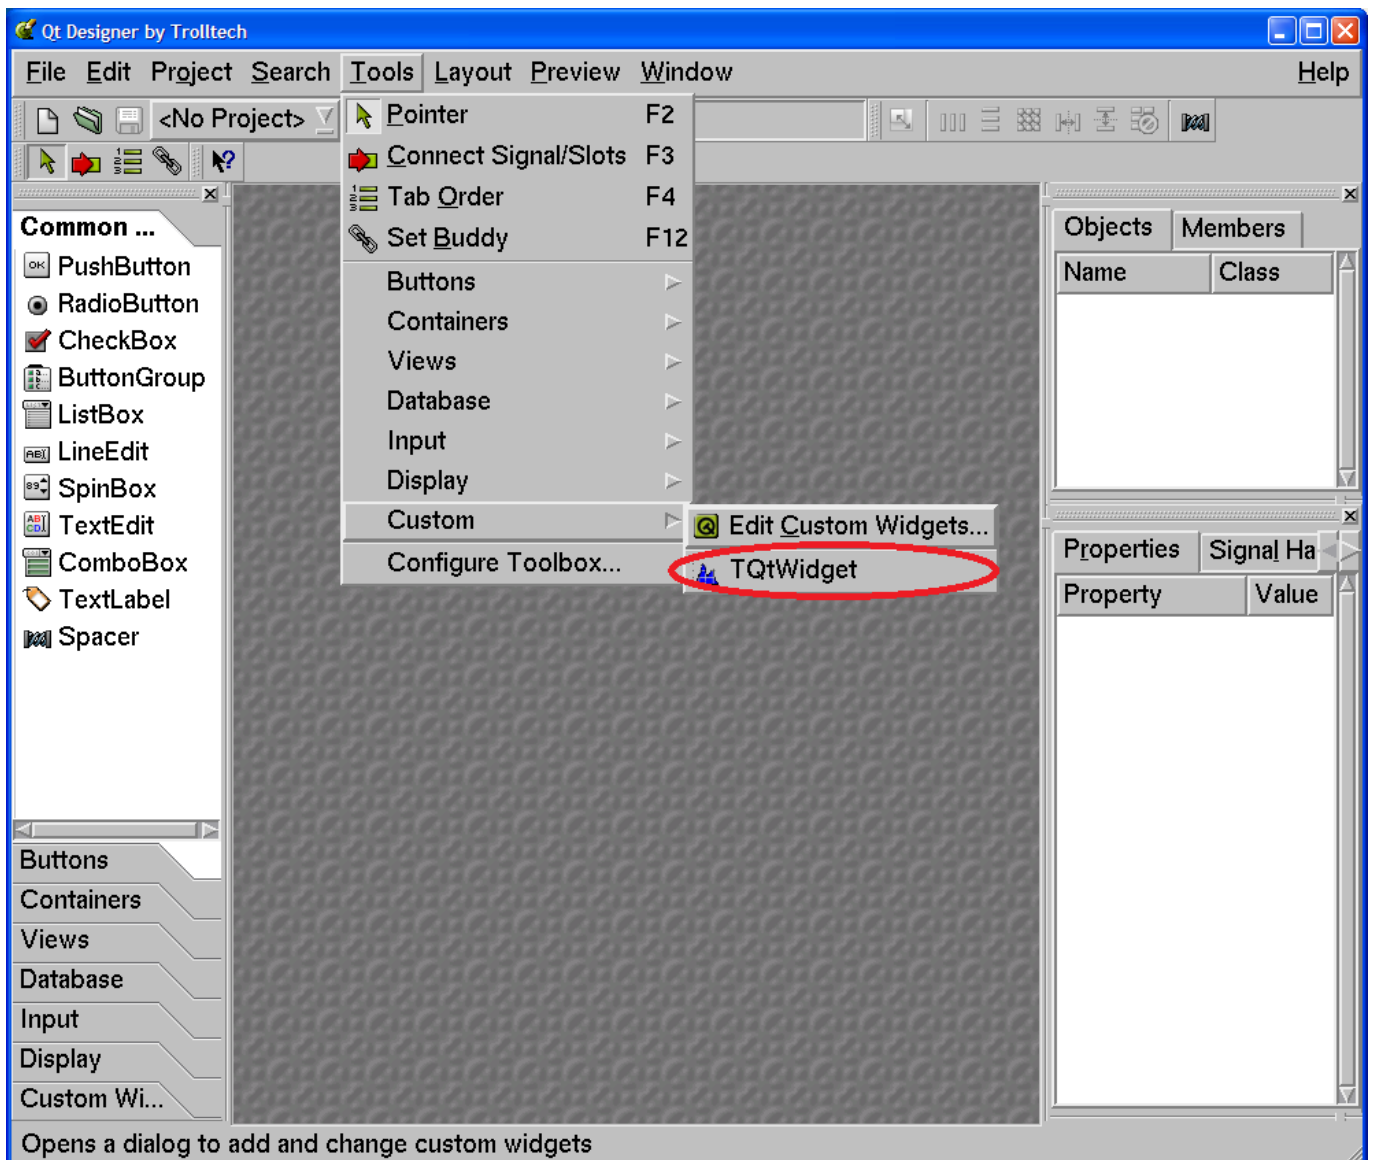 Qt Designer by Trolltech
File Edit Project Search Tools Layout Preview Window Help
<No Project>
Pointer F2
Connect Signal/Slots F3
Tab Order F4
Set Buddy F12
Buttons
Containers
Views
Database
Input
Display
Custom
Configure Toolbox...
Edit Custom Widgets...
TQtWidget
Common ...
OK PushButton
RadioButton
CheckBox
ButtonGroup
ListBox
LineEdit
SpinBox
TextEdit
ComboBox
TextLabel
Spacer
Buttons
Containers
Views
Database
Input
Display
Custom Wi...
Objects Members
Name Class
Properties Signal Ha
Property Value
Opens a dialog to add and change custom widgets